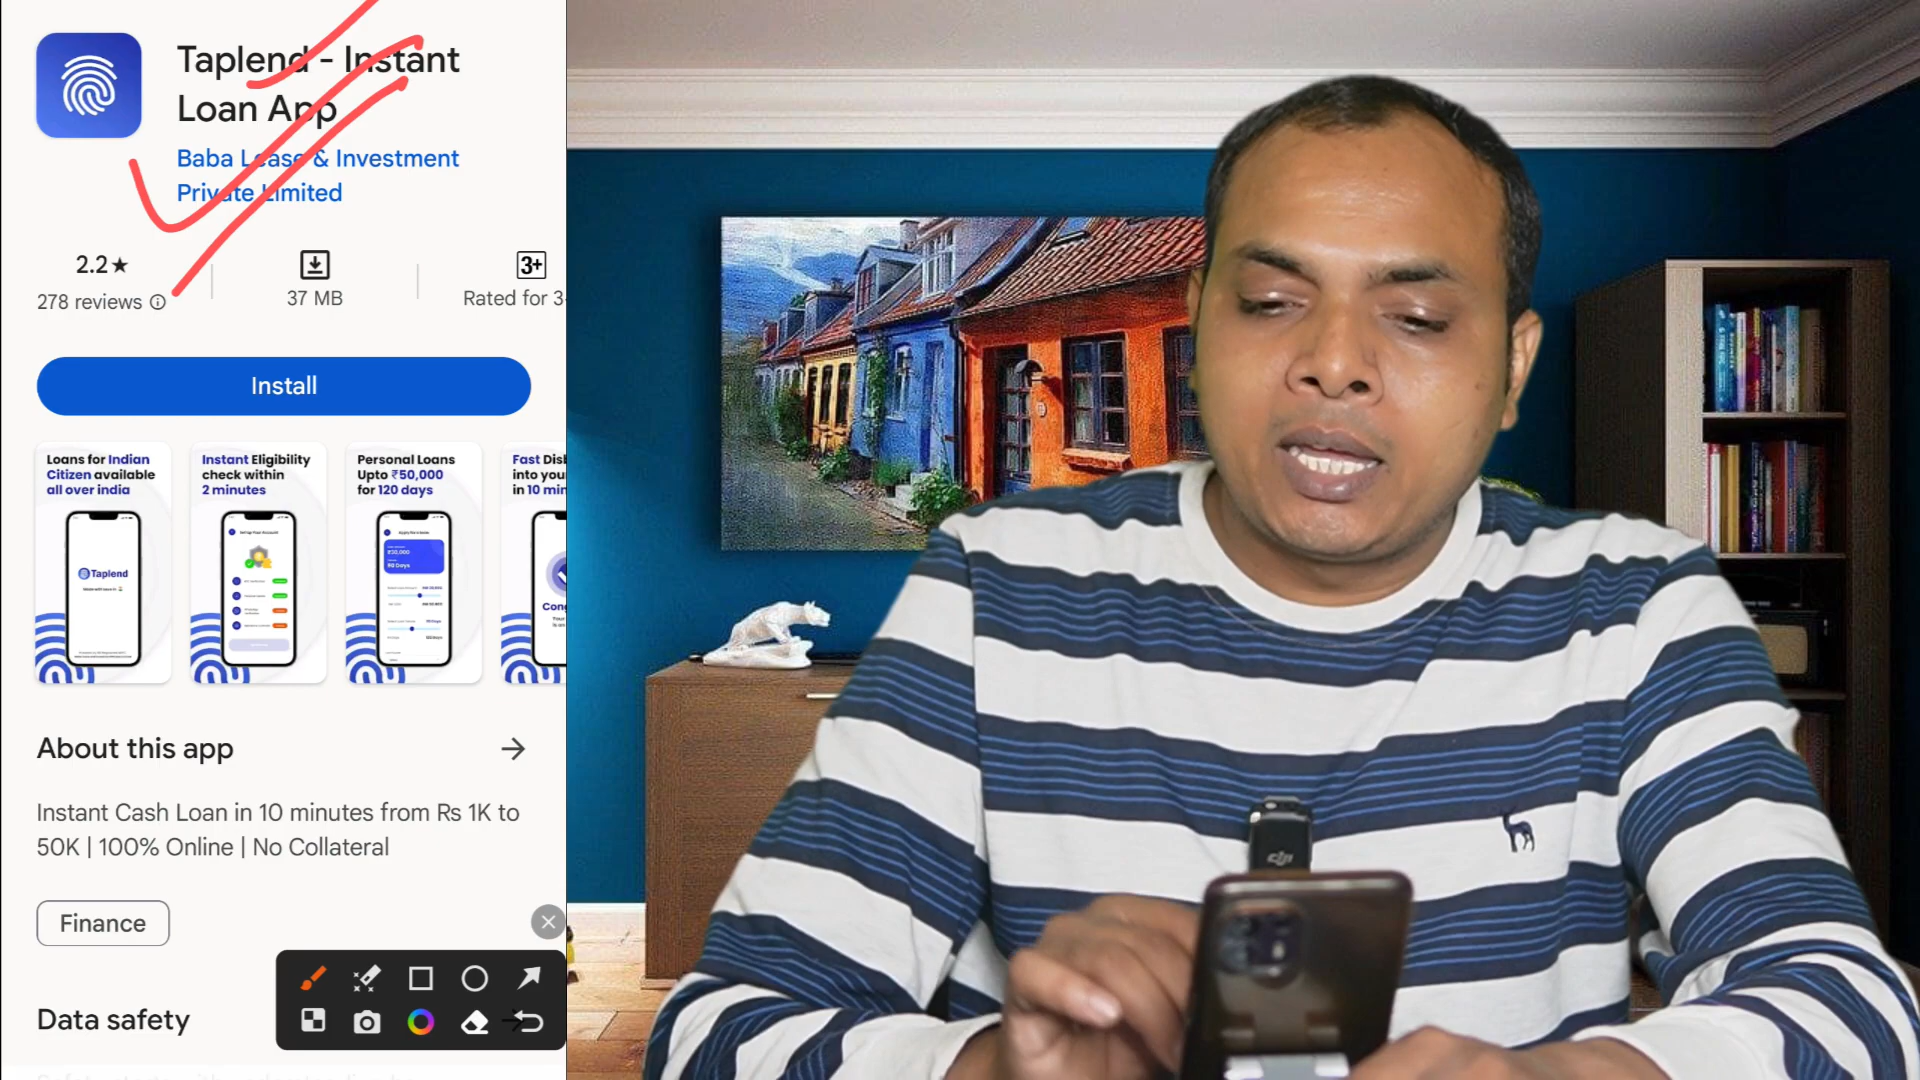 Taplend - Instant
Loan App
Baba Lease & Investment
Private Limited
2.2★
278 reviews
37 MB
3+
Rated for 3
Install
Loans for Indian
Citizen available
all over india
Taplend
Instant Eligibility
check within
2 minutes
Personal Loans
Upto ₹50,000
for 120 days
Fast Dis
into you
in 10 min
Con
About this app
Instant Cash Loan in 10 minutes from Rs 1K to
50K | 100% Online | No Collateral
Finance
Data safety
dji